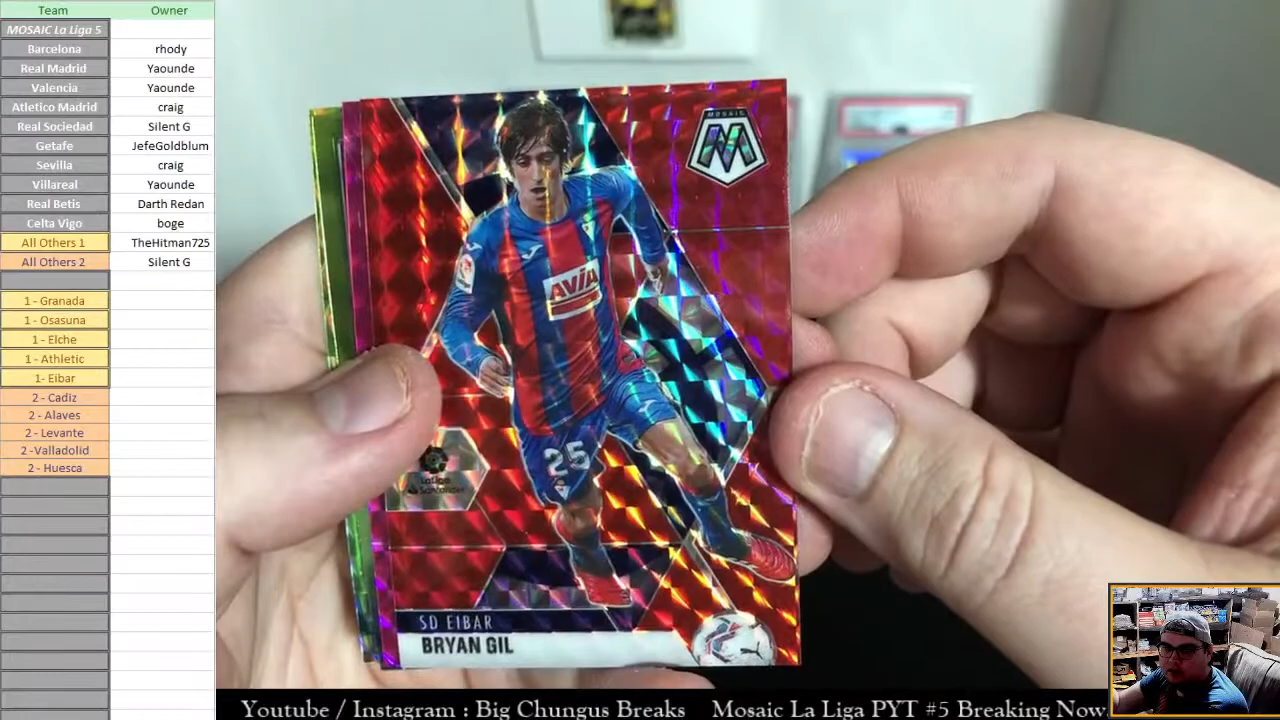 Team Owner
MOSAIC La Liga 5
Barcelona rhody
Real Madrid Yaounde
Valencia Yaounde
Atletico Madrid craig
Real Sociedad Silent G
Getafe JefeGoldblum
Sevilla craig
Villareal Yaounde
Real Betis Darth Redan
Celta Vigo boge
All Others 1 TheHitman725
All Others 2 Silent G
1 - Granada
1 - Osasuna
1 - Elche
1 - Athletic
1- Eibar
2 - Cadiz
2 - Alaves
2 - Levante
2 -Valladolid
2 - Huesca
MOSAIC
M
AVIA
25
LaLiga
Santander
SD EIBAR
BRYAN GIL
Youtube / Instagram : Big Chungus Breaks Mosaic La Liga PYT #5 Breaking Now